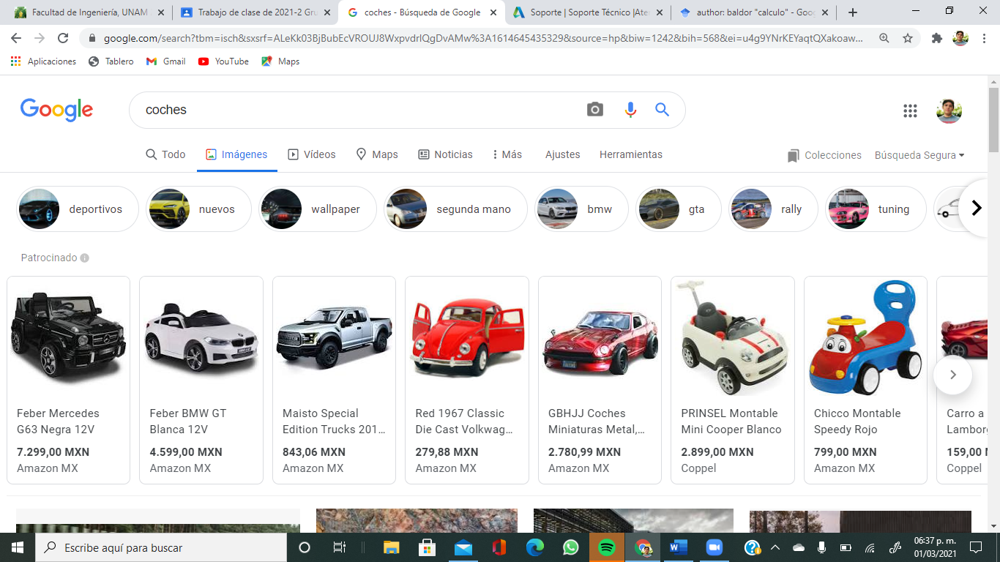 Facultad de Ingeniería, UNAM
Trabajo de clase de 2021-2 Gru
coches - Búsqueda de Google
Soporte | Soporte Técnico |Ate
author: baldor "calculo" - Goo
google.com/search?tbm=isch&sxsrf=ALeKk03BjBubEcVROUJ8WxpvdrIQgDvAMw%3A1614645435329&source=hp&biw=1242&bih=568&ei=u4g9YNrKEYaqtQXakoaw...
Aplicaciones
Tablero
Gmail
YouTube
Maps
Google
coches
Todo
Imágenes
Vídeos
Maps
Noticias
Más
Ajustes
Herramientas
Colecciones
Búsqueda Segura
deportivos
nuevos
wallpaper
segunda mano
bmw
gta
rally
tuning
Patrocinado
Feber Mercedes
G63 Negra 12V
7.299,00 MXN
Amazon MX
Feber BMW GT
Blanca 12V
4.599,00 MXN
Amazon MX
Maisto Special
Edition Trucks 201...
843,06 MXN
Amazon MX
Red 1967 Classic
Die Cast Volkwag...
279,88 MXN
Amazon MX
GBHJJ Coches
Miniaturas Metal,...
2.780,99 MXN
Amazon MX
PRINSEL Montable
Mini Cooper Blanco
2.899,00 MXN
Coppel
Chicco Montable
Speedy Rojo
799,00 MXN
Amazon MX
Carro a
Lambor
159,00
Coppel
Escribe aquí para buscar
06:37 p. m.
01/03/2021